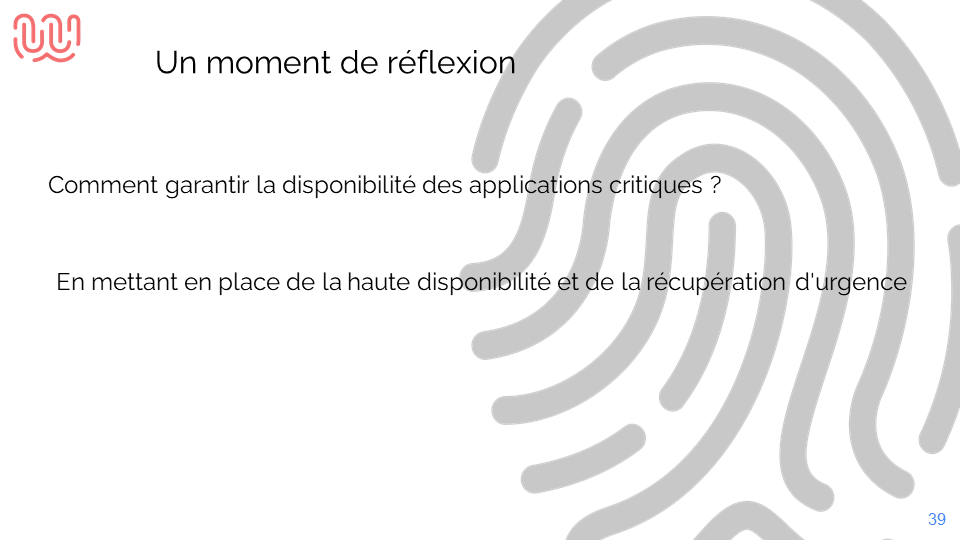 Un moment de réflexion
Comment garantir la disponibilité des applications critiques ?
En mettant en place de la haute disponibilité et de la récupération d'urgence
39